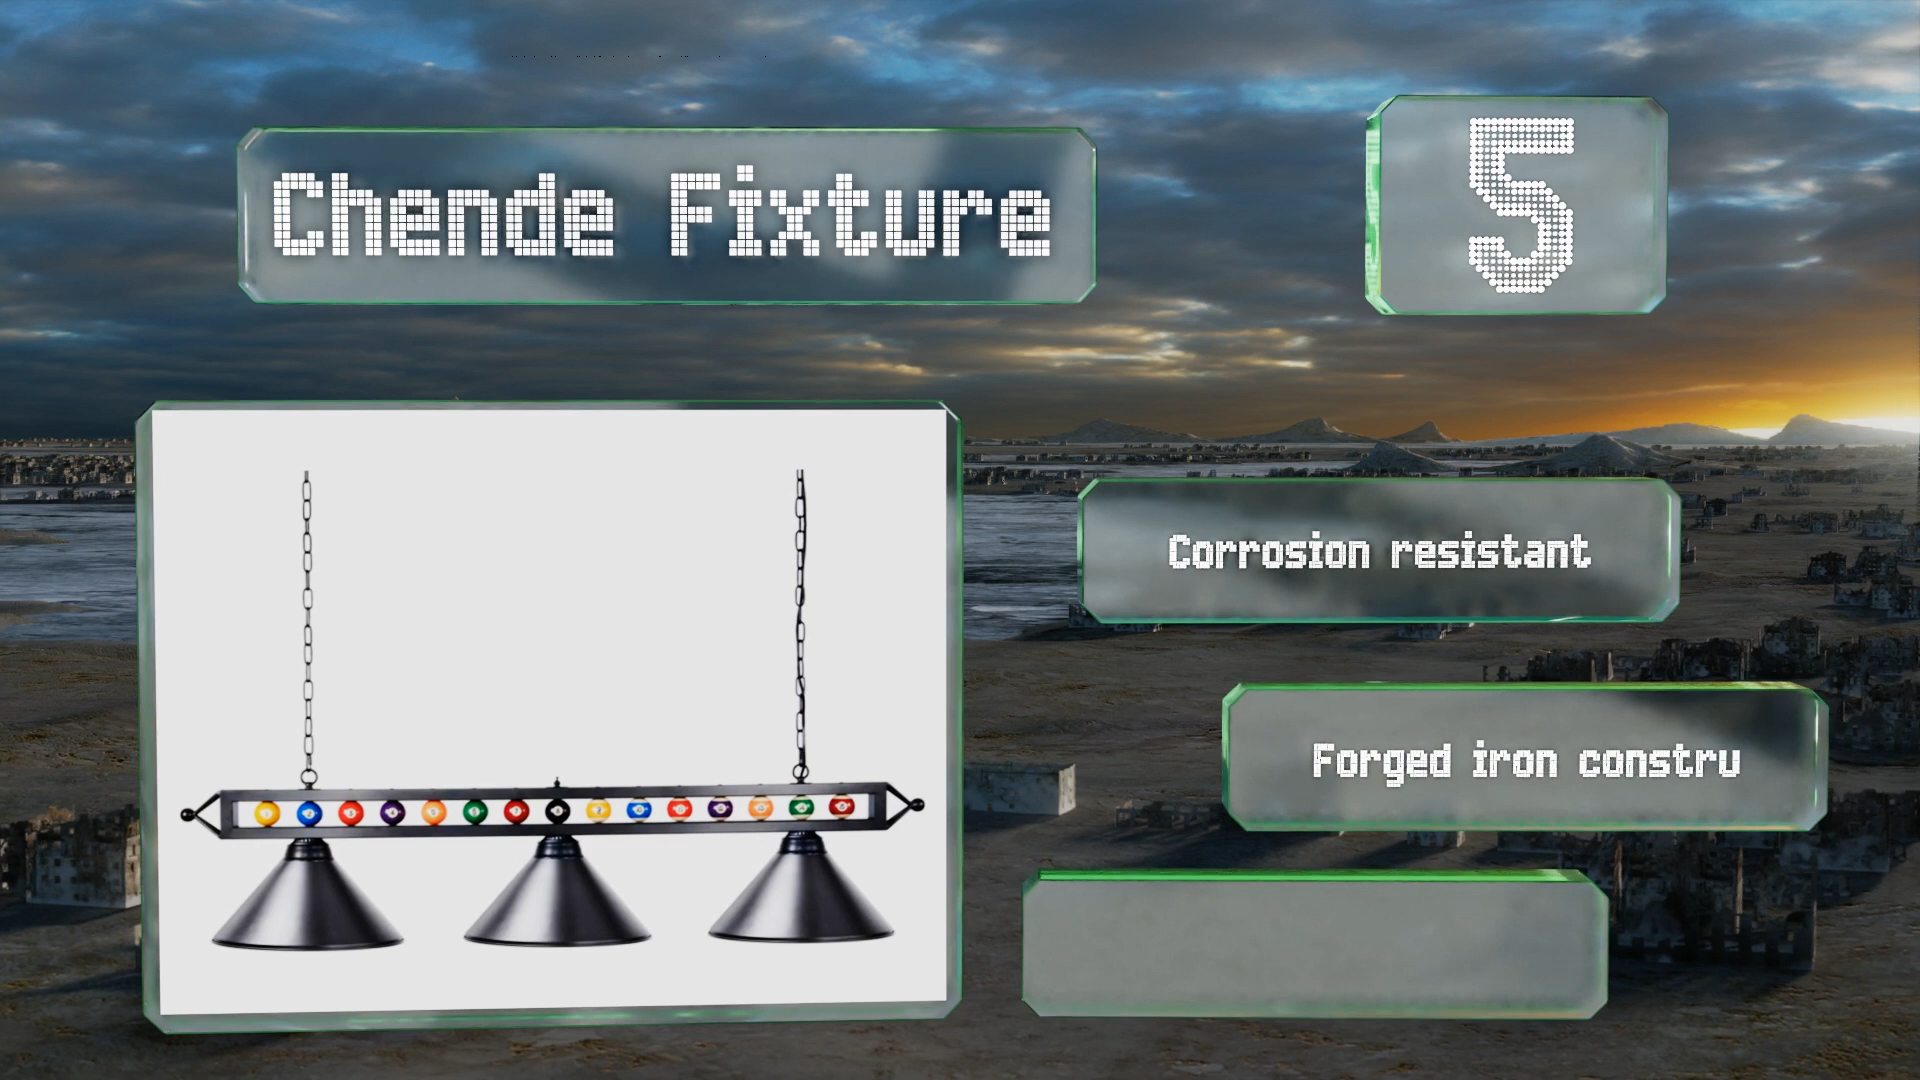 Chende Fixture
5
Corrosion resistant
Forged iron constru